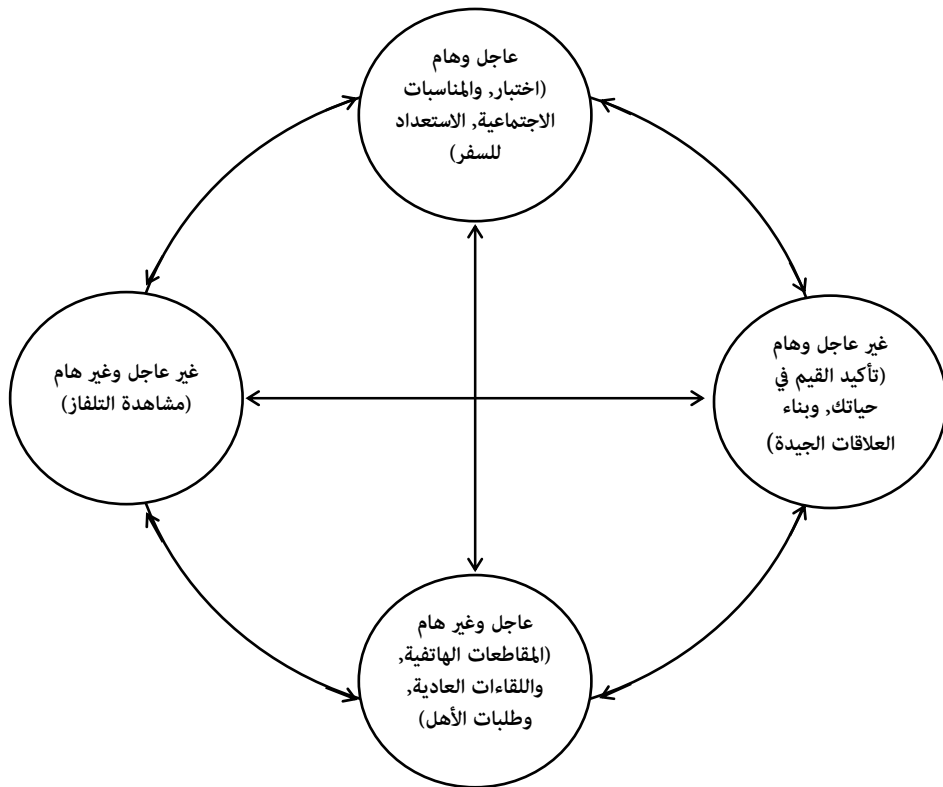 عاجل وهام
(اختبار, والمناسبات
الاجتماعية, الاستعداد
للسفر)
غير عاجل وهام
(تأكيد القيم في
حياتك, وبناء
العلاقات الجيدة)
غير عاجل وغير هام
(مشاهدة التلفاز)
عاجل وغير هام
(المقاطعات الهاتفية,
واللقاءات العادية,
وطلبات الأهل)